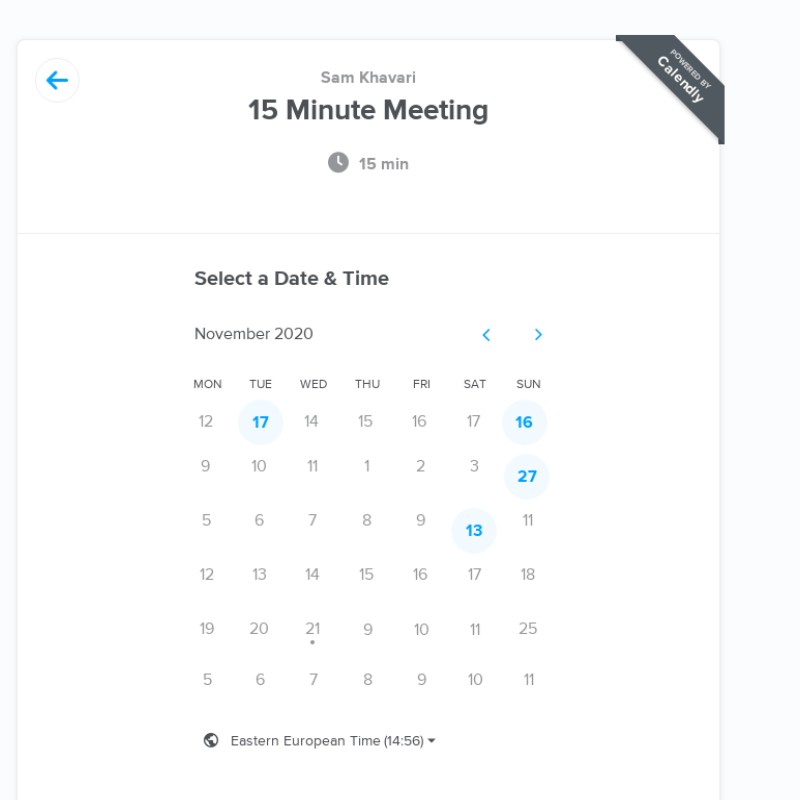 POWERED BY
Calendly
Sam Khavari
15 Minute Meeting
15 min
Select a Date & Time
November 2020
MON TUE WED THU FRI SAT SUN
12 17 14 15 16 17 16
9 10 11 1 2 3 27
5 6 7 8 9 13 11
12 13 14 15 16 17 18
19 20 21 9 10 11 25
5 6 7 8 9 10 11
Eastern European Time (14:56)